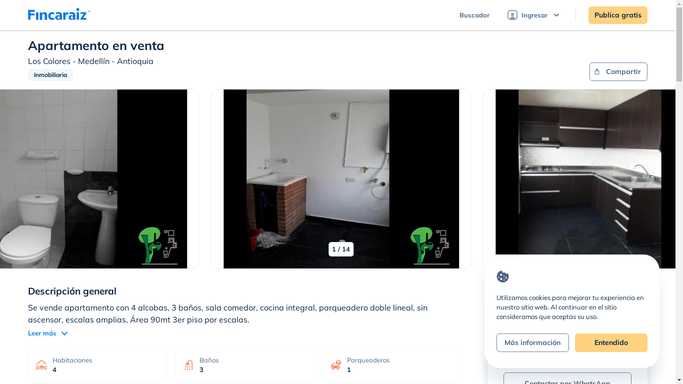 Fincaraiz
Buscador
Ingresar
Publica gratis
Apartamento en venta
Los Colores - Medellín - Antioquia
Inmobiliaria
Compartir
1 / 14
Descripción general
Se vende apartamento con 4 alcobas, 3 baños, sala comedor, cocina integral, parqueadero doble lineal, sin
ascensor, escalas amplias. Área 90mt 3er piso por escalas.
Leer más
Habitaciones
4
Baños
3
Parqueaderos
1
Utilizamos cookies para mejorar tu experiencia en
nuestro sitio web. Al continuar en el sitio
consideramos que aceptas su uso.
Más información
Entendido
Contactar por WhatsApp